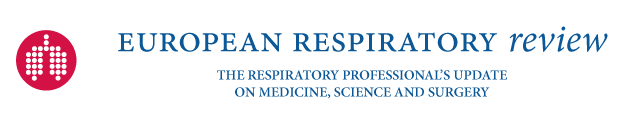 EUROPEAN RESPIRATORY review
THE RESPIRATORY PROFESSIONAL'S UPDATE
ON MEDICINE, SCIENCE AND SURGERY